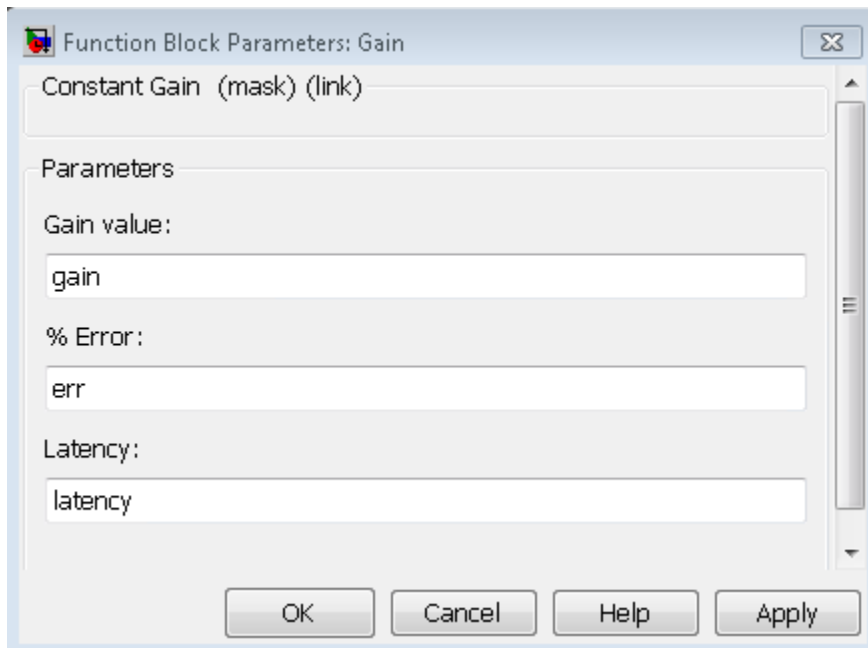 Function Block Parameters: Gain
Constant Gain (mask) (link)
Parameters
Gain value:
gain
% Error:
err
Latency:
latency
OK Cancel Help Apply